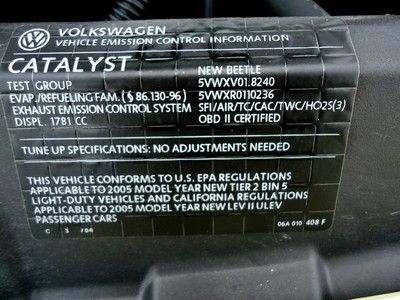 VOLKSWAGEN
VEHICLE EMISSION CONTROL INFORMATION
CATALYST NEW BEETLE
TEST GROUP 5VWXV01.8240
EVAP./REFUELING FAM. (§ 86.130-96) 5VWXR0110236
EXHAUST EMISSION CONTROL SYSTEM SFI/AIR/TC/CAC/TWC/HO2S(3)
DISPL. 1781 CC OBD II CERTIFIED
TUNE UP SPECIFICATIONS: NO ADJUSTMENTS NEEDED
THIS VEHICLE CONFORMS TO U.S. EPA REGULATIONS
APPLICABLE TO 2005 MODEL YEAR NEW TIER 2 BIN 5
LIGHT-DUTY VEHICLES AND CALIFORNIA REGULATIONS
APPLICABLE TO 2005 MODEL YEAR NEW LEV II ULEV
PASSENGER CARS 06A 010 408 F
C 3 /04